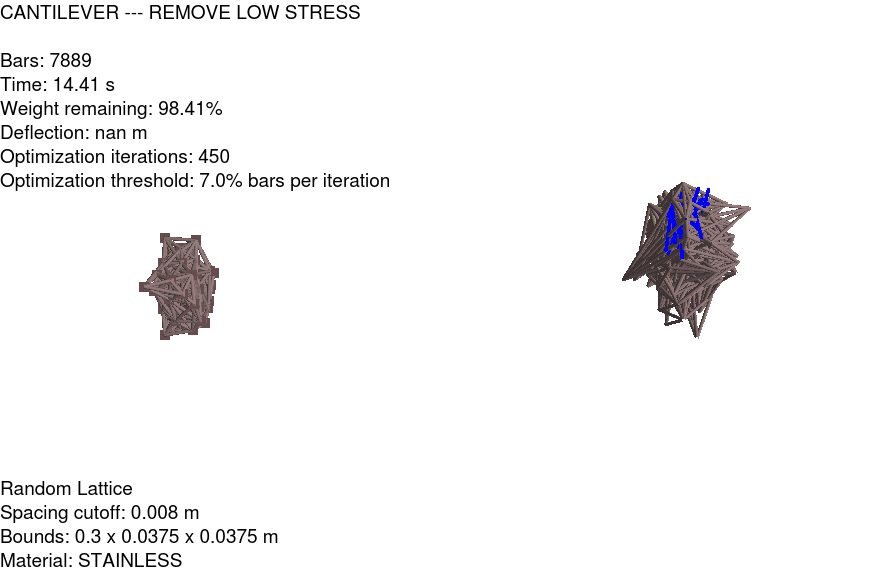 CANTILEVER --- REMOVE LOW STRESS
Bars: 7889
Time: 14.41 s
Weight remaining: 98.41%
Deflection: nan m
Optimization iterations: 450
Optimization threshold: 7.0% bars per iteration
Random Lattice
Spacing cutoff: 0.008 m
Bounds: 0.3 x 0.0375 x 0.0375 m
Material: STAINLESS